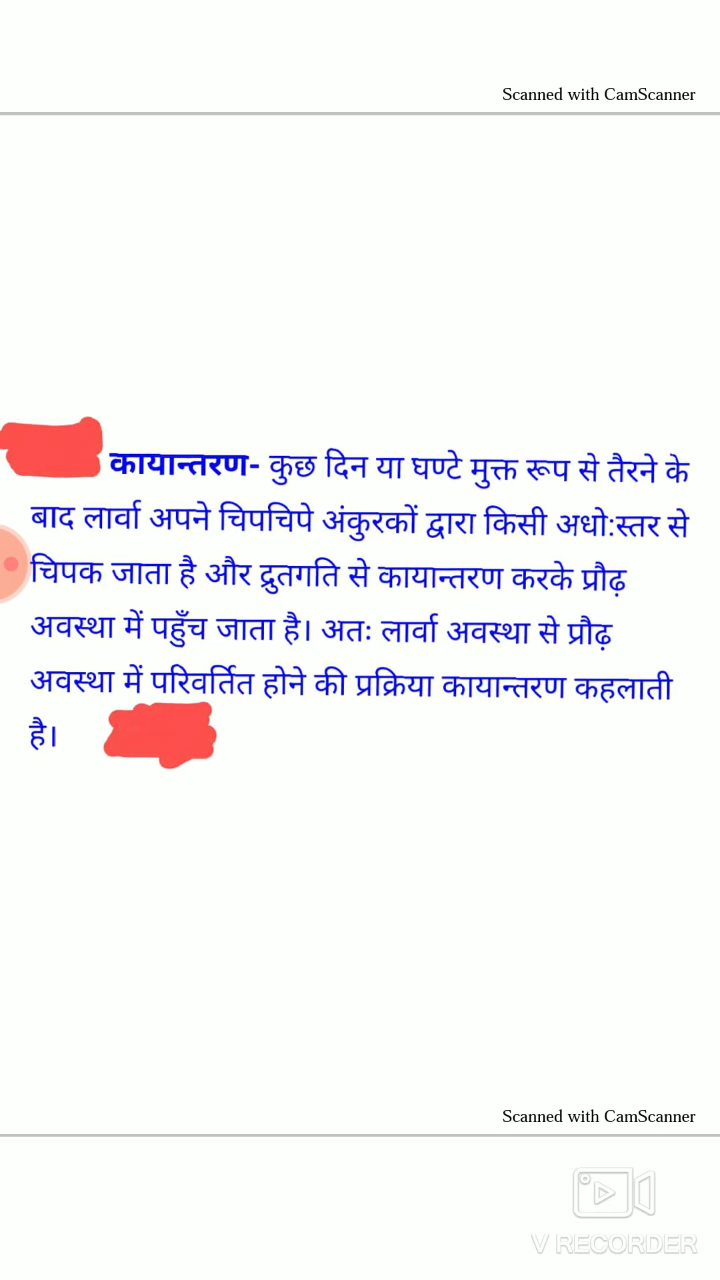 Scanned with CamScanner
कायान्तरण- कुछ दिन या घण्टे मुक्त रूप से तैरने के
बाद लार्वा अपने चिपचिपे अंकुरकों द्वारा किसी अधो:स्तर से
चिपक जाता है और द्रुतगति से कायान्तरण करके प्रौढ़
अवस्था में पहुँच जाता है। अतः लार्वा अवस्था से प्रौढ़
अवस्था में परिवर्तित होने की प्रक्रिया कायान्तरण कहलाती
है।
Scanned with CamScanner
V RECORDER